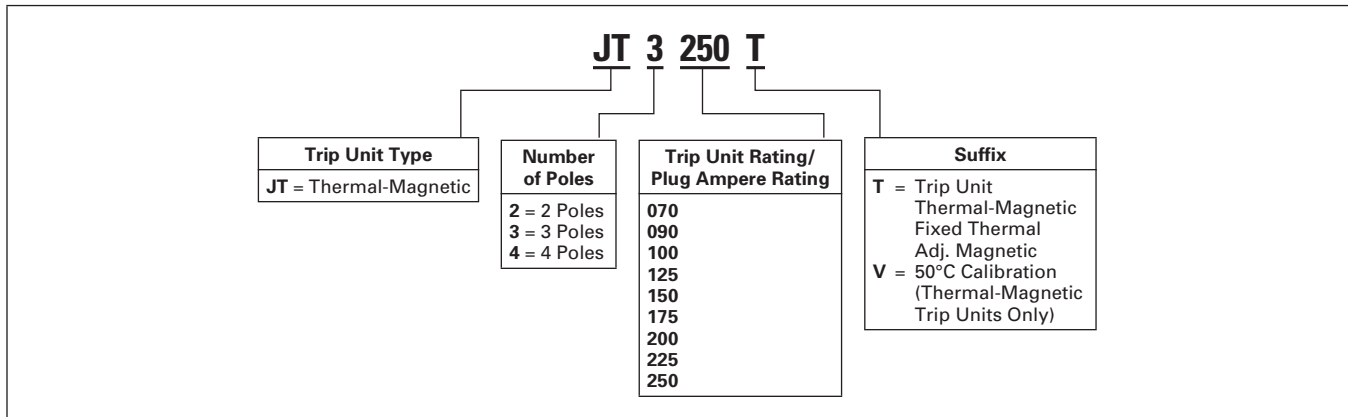 JT 3 250 T
Trip Unit Type
JT = Thermal-Magnetic
Number
of Poles
2 = 2 Poles
3 = 3 Poles
4 = 4 Poles
Trip Unit Rating/
Plug Ampere Rating
070
090
100
125
150
175
200
225
250
Suffix
T = Trip Unit
Thermal-Magnetic
Fixed Thermal
Adj. Magnetic
V = 50°C Calibration
(Thermal-Magnetic
Trip Units Only)